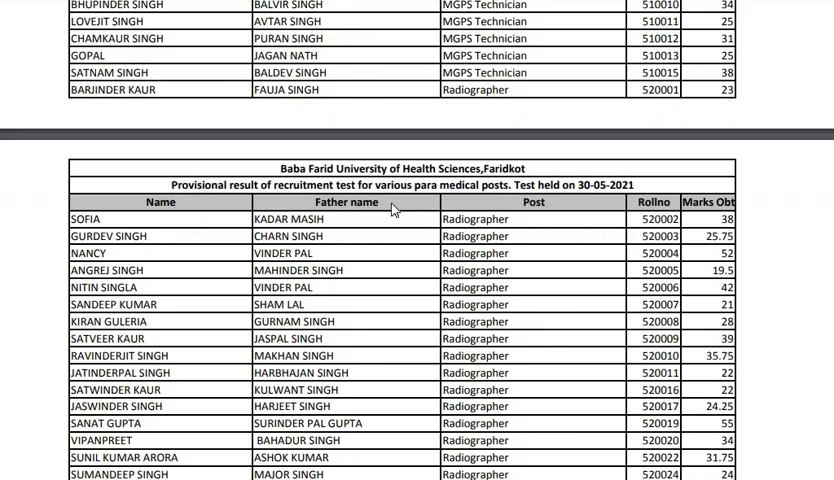 BHUPINDER SINGH BALVIR SINGH MGPS Technician 510010 34
LOVEJIT SINGH AVTAR SINGH MGPS Technician 510011 25
CHAMKAUR SINGH PURAN SINGH MGPS Technician 510012 31
GOPAL JAGAN NATH MGPS Technician 510013 25
SATNAM SINGH BALDEV SINGH MGPS Technician 510015 38
BARJINDER KAUR FAUJA SINGH Radiographer 520001 23
Baba Farid University of Health Sciences,Faridkot
Provisional result of recruitment test for various para medical posts. Test held on 30-05-2021
Name Father name Post Rollno Marks Obt
SOFIA KADAR MASIH Radiographer 520002 38
GURDEV SINGH CHARN SINGH Radiographer 520003 25.75
NANCY VINDER PAL Radiographer 520004 52
ANGREJ SINGH MAHINDER SINGH Radiographer 520005 19.5
NITIN SINGLA VINDER PAL Radiographer 520006 42
SANDEEP KUMAR SHAM LAL Radiographer 520007 21
KIRAN GULERIA GURNAM SINGH Radiographer 520008 28
SATVEER KAUR JASPAL SINGH Radiographer 520009 39
RAVINDERJIT SINGH MAKHAN SINGH Radiographer 520010 35.75
JATINDERPAL SINGH HARBHAJAN SINGH Radiographer 520011 22
SATWINDER KAUR KULWANT SINGH Radiographer 520016 22
JASWINDER SINGH HARJEET SINGH Radiographer 520017 24.25
SANAT GUPTA SURINDER PAL GUPTA Radiographer 520019 55
VIPANPREET BAHADUR SINGH Radiographer 520020 34
SUNIL KUMAR ARORA ASHOK KUMAR Radiographer 520022 31.75
SUMANDEEP SINGH MAJOR SINGH Radiographer 520024 24